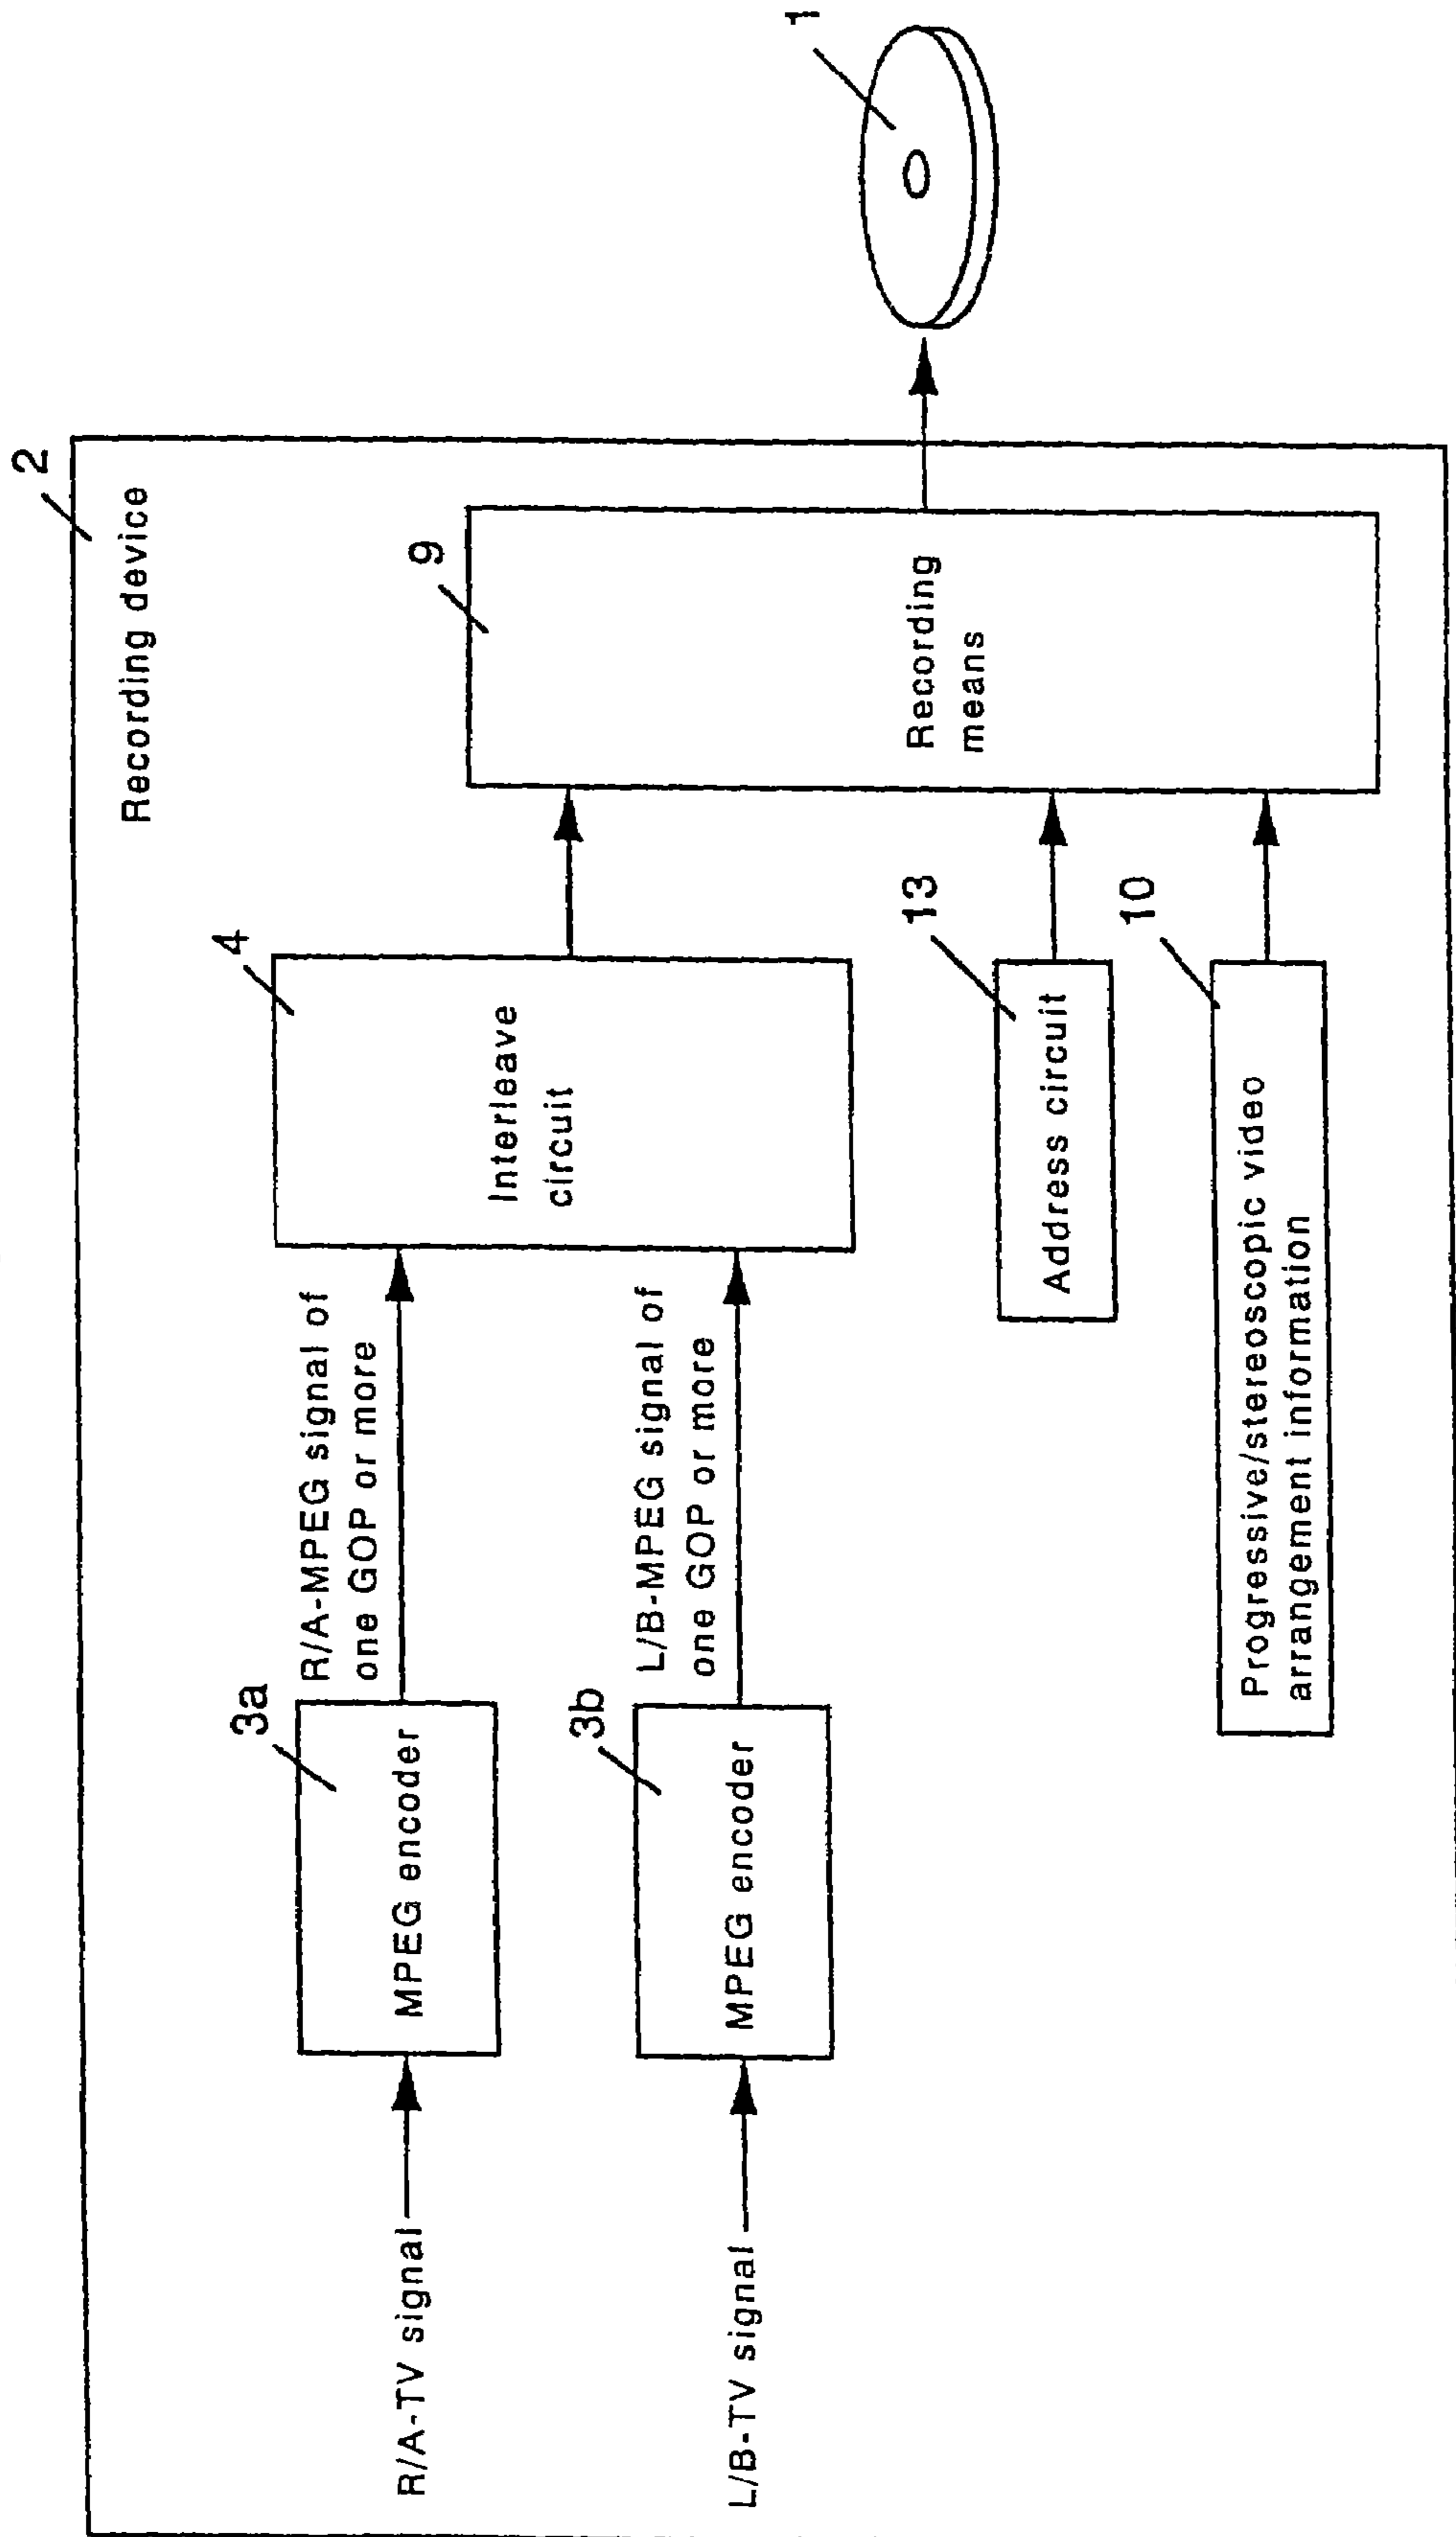 2
Recording device
1
3a
R/A-TV signal
MPEG encoder
R/A-MPEG signal of
one GOP or more
3b
L/B-TV signal
MPEG encoder
L/B-MPEG signal of
one GOP or more
4
Interleave
circuit
9
Recording
means
13
Address circuit
10
Progressive/stereoscopic video
arrangement information